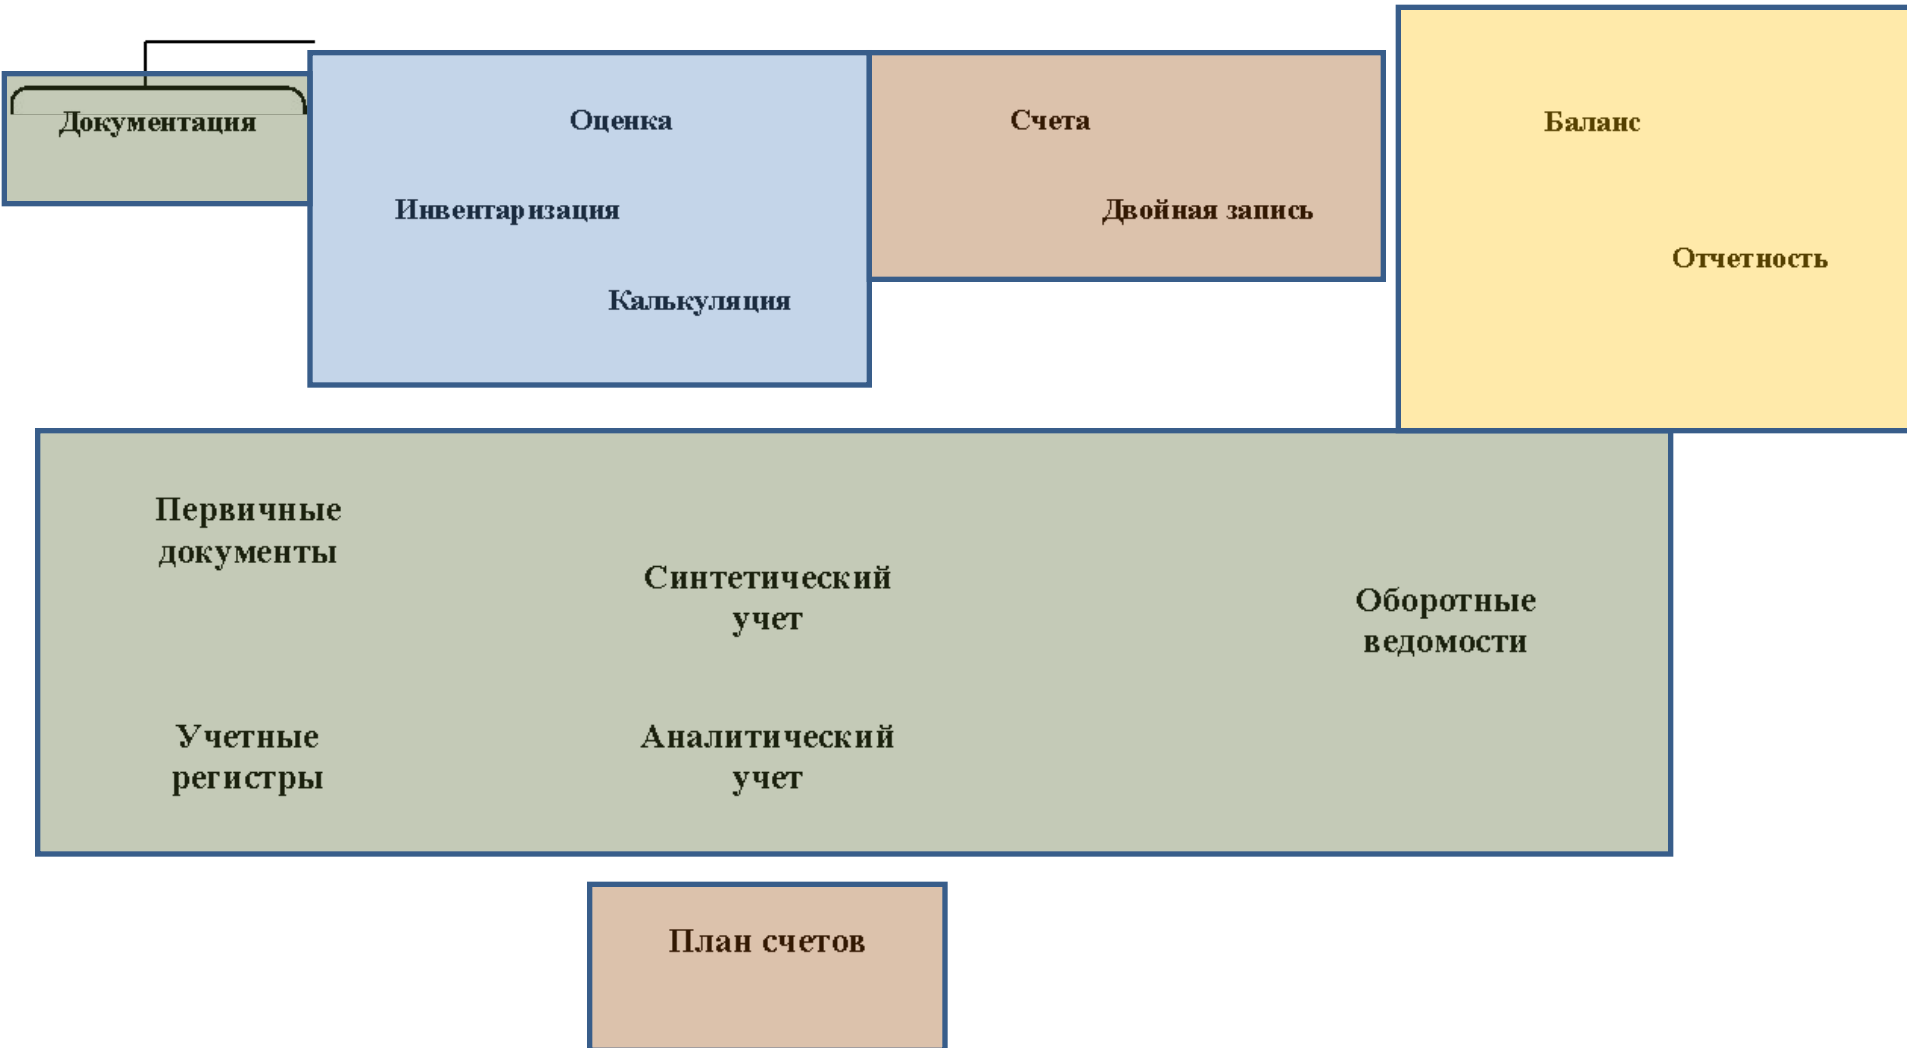 Документация
Оценка
Инвентаризация
Калькуляция
Счета
Двойная запись
Баланс
Отчетность
Первичные
документы
Синтетический
учет
Оборотные
ведомости
Учетные
регистры
Аналитический
учет
План счетов